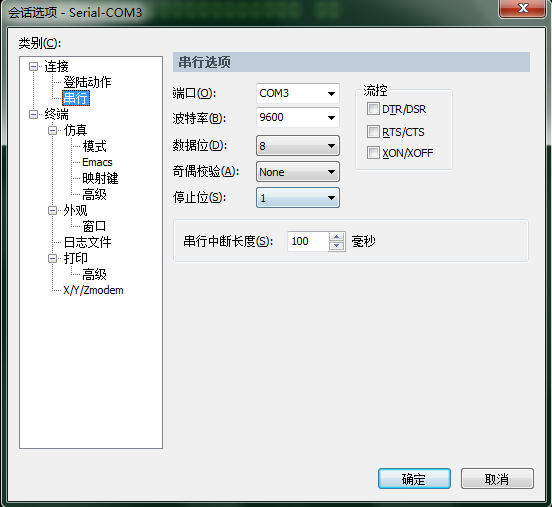 会话选项 - Serial-COM3
类别(C):
连接
登陆动作
串行
终端
仿真
模式
Emacs
映射键
高级
外观
窗口
日志文件
打印
高级
X/Y/Zmodem
串行选项
端口(O): COM3
波特率(B): 9600
数据位(D): 8
奇偶校验(A): None
停止位(S): 1
流控
DTR/DSR
RTS/CTS
XON/XOFF
串行中断长度(S): 100 毫秒
确定 取消